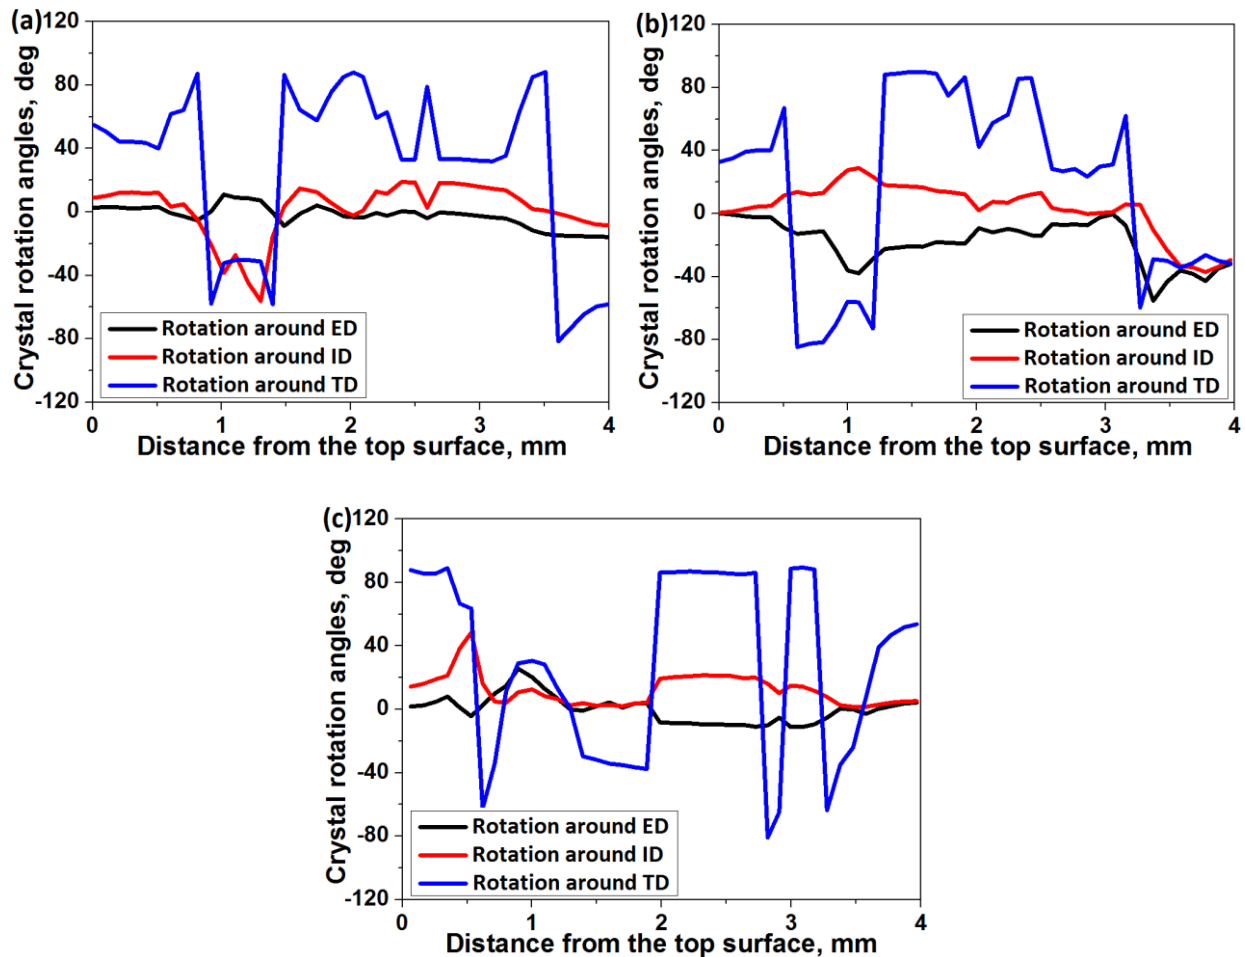 (a)
Crystal rotation angles, deg
120
80
40
0
-40
-80
-120
Rotation around ED
Rotation around ID
Rotation around TD
0 1 2 3 4
Distance from the top surface, mm
(b)
Crystal rotation angles, deg
120
80
40
0
-40
-80
-120
Rotation around ED
Rotation around ID
Rotation around TD
0 1 2 3 4
Distance from the top surface, mm
(c)
Crystal rotation angles, deg
120
80
40
0
-40
-80
-120
Rotation around ED
Rotation around ID
Rotation around TD
0 1 2 3 4
Distance from the top surface, mm